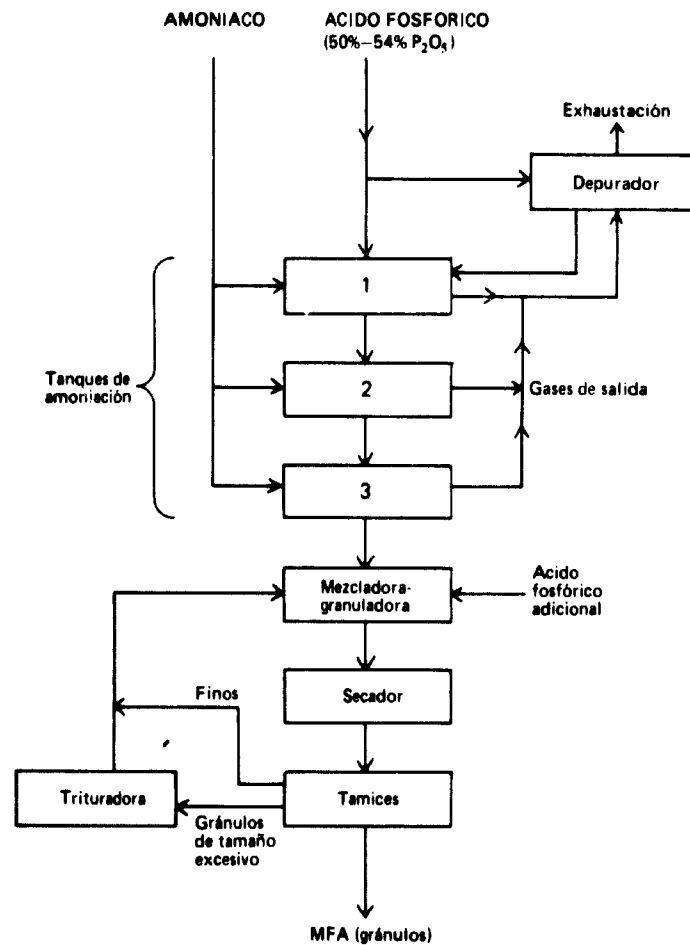 AMONIACO
ACIDO FOSFORICO
(50%–54% P₂O₅)
Exhaustación
Depurador
1
Tanques de
amoniación
2
Gases de salida
3
Mezcladora-
granuladora
Acido
fosfórico
adicional
Finos
Secador
Trituradora
Tamices
Gránulos
de tamaño
excesivo
MFA (gránulos)